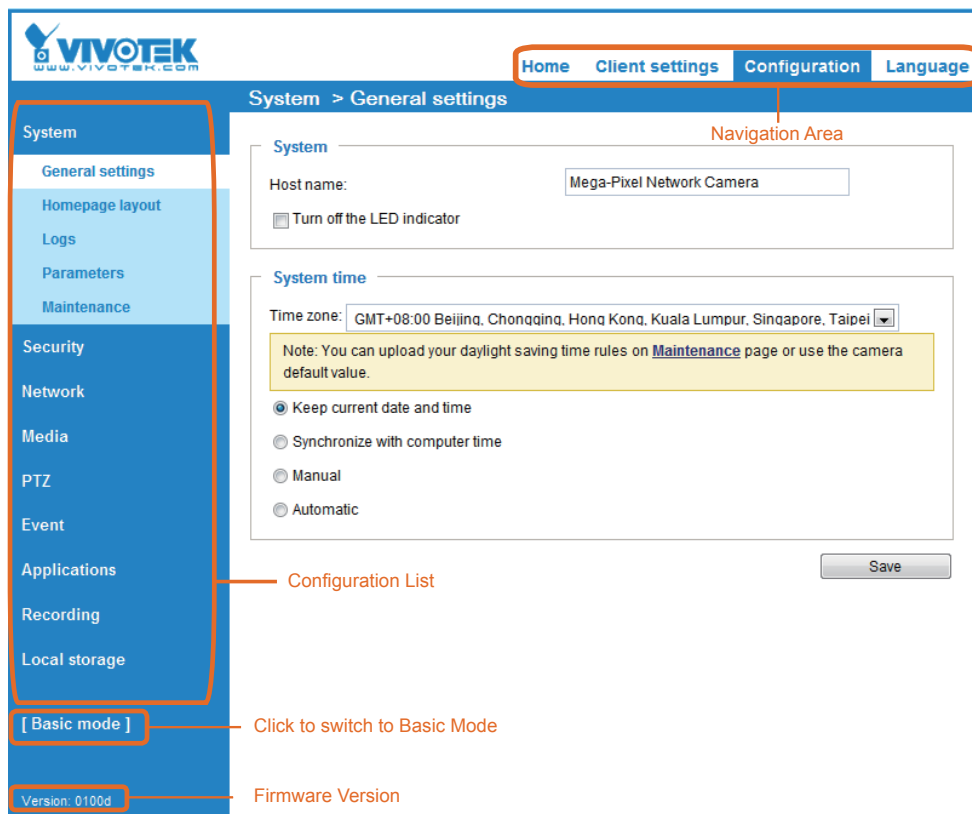 VIVOTEK
WWW.VIVOTEK.COM
Home Client settings Configuration Language
System > General settings
Navigation Area
System
General settings
Homepage layout
Logs
Parameters
Maintenance
Security
Network
Media
PTZ
Event
Applications
Recording
Local storage
[ Basic mode ]
Version: 0100d
System
Host name: Mega-Pixel Network Camera
Turn off the LED indicator
System time
Time zone: GMT+08:00 Beijing, Chongqing, Hong Kong, Kuala Lumpur, Singapore, Taipei
Note: You can upload your daylight saving time rules on Maintenance page or use the camera
default value.
Keep current date and time
Synchronize with computer time
Manual
Automatic
Save
Configuration List
Click to switch to Basic Mode
Firmware Version